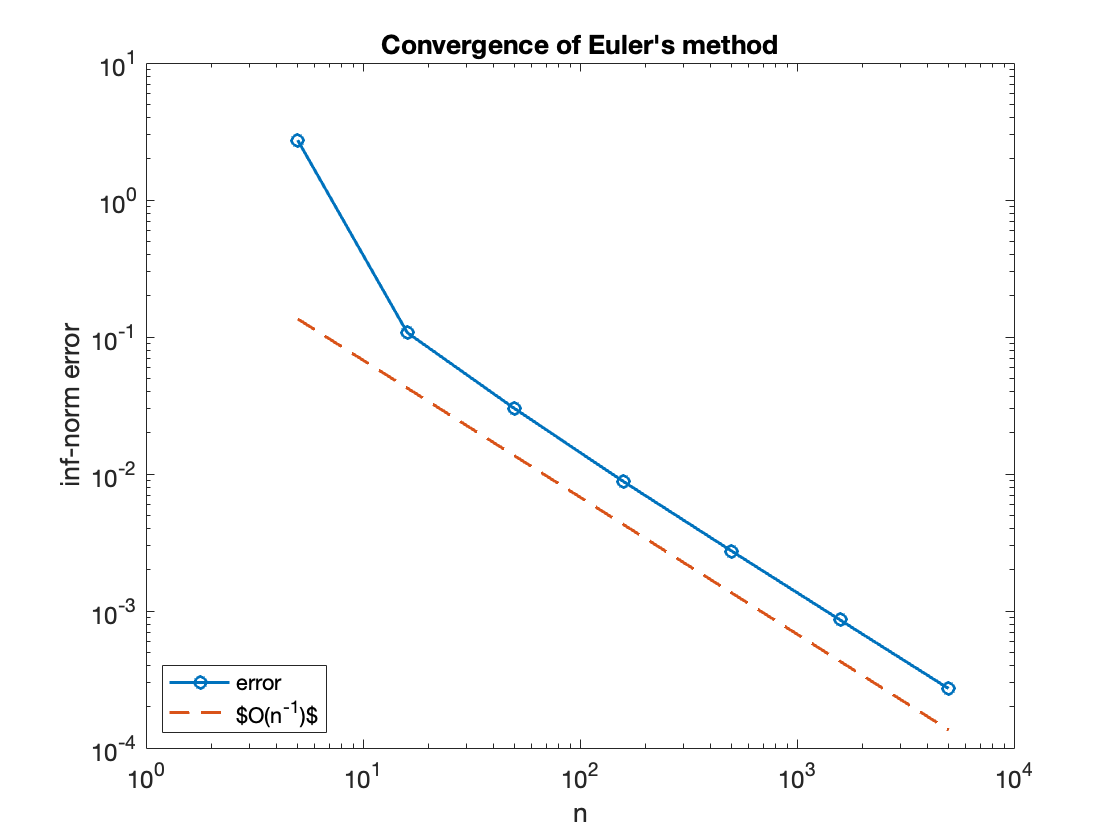 Convergence of Euler's method
10^1
10^0
10^-1
10^-2
10^-3
10^-4
inf-norm error
error
$O(n^-1)$
10^0 10^1 10^2 10^3 10^4
n